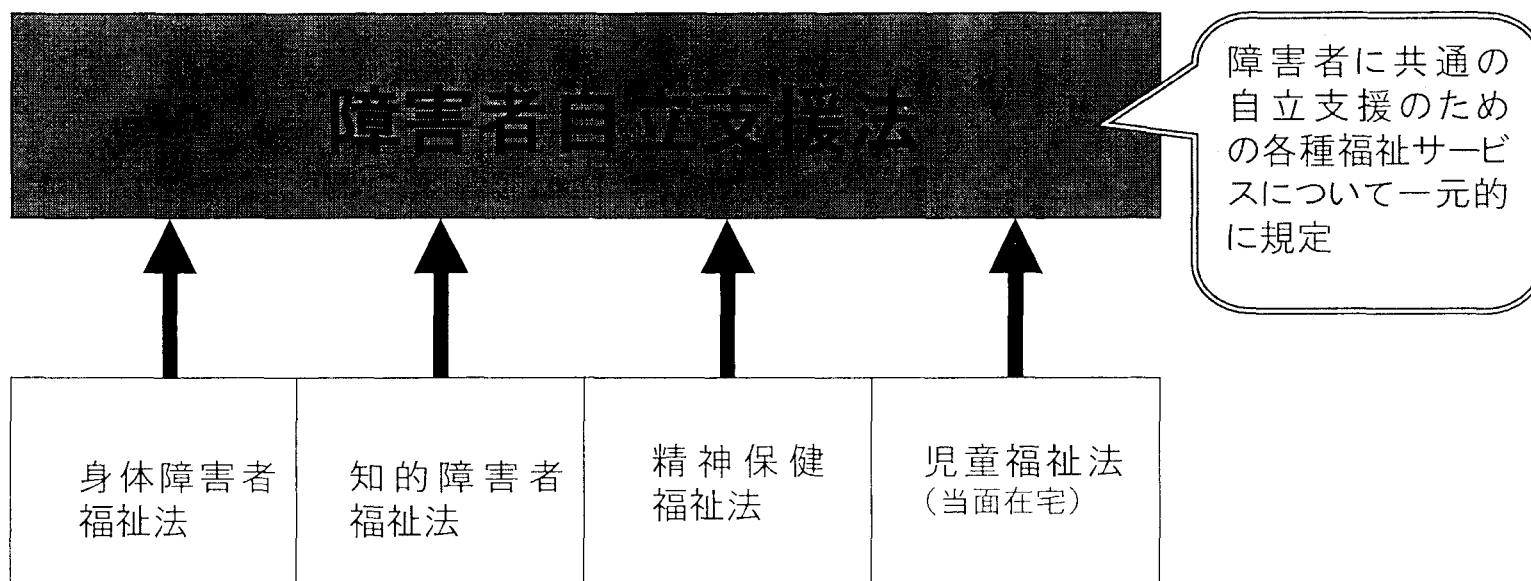 障害者自立支援法
障害者に共通の
自立支援のため
の各種福祉サービ
スについて一元的
に規定
身体障害者
福祉法
知的障害者
福祉法
精神保健
福祉法
児童福祉法
（当面在宅）